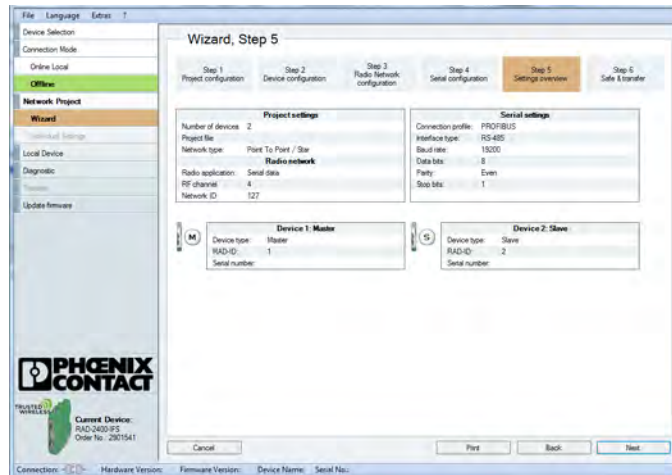 File Language Extras ?
Device Selection
Connection Mode
Online Local
Offline
Network Project
Wizard
Individual Settings
Local Device
Diagnostic
Update firmware
Wizard, Step 5
Step 1
Project configuration
Step 2
Device configuration
Step 3
Radio Network
configuration
Step 4
Serial configuration
Step 5
Settings overview
Step 6
Safe & transfer
Project settings
Number of devices: 2
Project file:
Network type: Point To Point / Star
Radio network
Radio application: Serial data
RF channel: 4
Network ID: 127
Serial settings
Connection profile: PROFIBUS
Interface type: RS-485
Baud rate: 19200
Data bits: 8
Parity: Even
Stop bits: 1
M
Device 1: Master
Device type: Master
RAD-ID: 1
Serial number:
S
Device 2: Slave
Device type: Slave
RAD-ID: 2
Serial number:
PHŒNIX
CONTACT
TRUSTED
WIRELESS
Current Device:
RAD-2400-IFS
Order No.: 2901541
Cancel Print Back Next
Connection: Hardware Version: Firmware Version: Device Name: Serial No.: